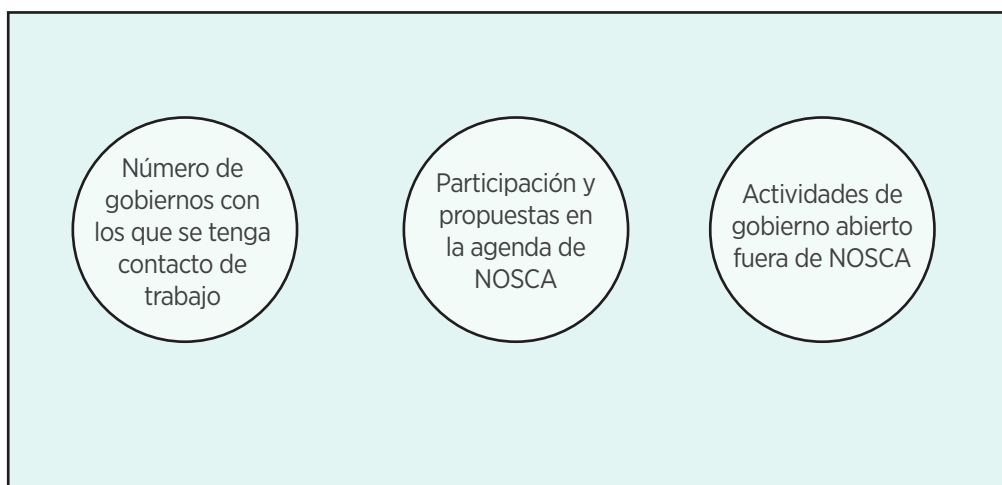 Número de
gobiernos con
los que se tenga
contacto de
trabajo
Participación y
propuestas en
la agenda de
NOSCA
Actividades de
gobierno abierto
fuera de NOSCA